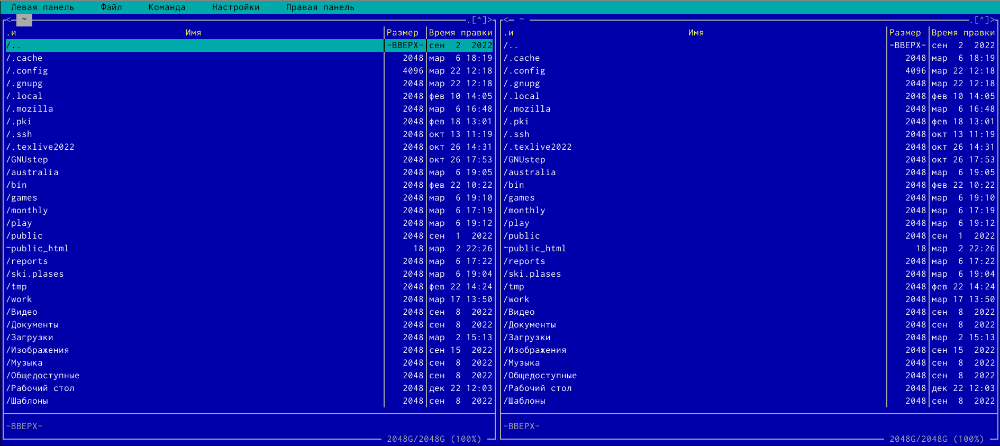 Левая панель Файл Команда Настройки Правая панель
<─ ~ ─.[^]> <─ ~ ─.[^]>
.и Имя Размер Время правки .и Имя Размер Время правки
/.. -ВВЕРХ- сен 2 2022 /.. -ВВЕРХ- сен 2 2022
/.cache 2048 мар 6 18:19 /.cache 2048 мар 6 18:19
/.config 4096 мар 22 12:18 /.config 4096 мар 22 12:18
/.gnupg 2048 мар 22 12:18 /.gnupg 2048 мар 22 12:18
/.local 2048 фев 10 14:05 /.local 2048 фев 10 14:05
/.mozilla 2048 мар 6 16:48 /.mozilla 2048 мар 6 16:48
/.pki 2048 фев 18 13:01 /.pki 2048 фев 18 13:01
/.ssh 2048 окт 13 11:19 /.ssh 2048 окт 13 11:19
/.texlive2022 2048 окт 26 14:31 /.texlive2022 2048 окт 26 14:31
/GNUstep 2048 окт 26 17:53 /GNUstep 2048 окт 26 17:53
/australia 2048 мар 6 19:05 /australia 2048 мар 6 19:05
/bin 2048 фев 22 10:22 /bin 2048 фев 22 10:22
/games 2048 мар 6 19:10 /games 2048 мар 6 19:10
/monthly 2048 мар 6 17:19 /monthly 2048 мар 6 17:19
/play 2048 мар 6 19:12 /play 2048 мар 6 19:12
/public 2048 сен 1 2022 /public 2048 сен 1 2022
~public_html 18 мар 2 22:26 ~public_html 18 мар 2 22:26
/reports 2048 мар 6 17:22 /reports 2048 мар 6 17:22
/ski.plases 2048 мар 6 19:04 /ski.plases 2048 мар 6 19:04
/tmp 2048 фев 22 14:24 /tmp 2048 фев 22 14:24
/work 2048 мар 17 13:50 /work 2048 мар 17 13:50
/Видео 2048 сен 8 2022 /Видео 2048 сен 8 2022
/Документы 2048 сен 8 2022 /Документы 2048 сен 8 2022
/Загрузки 2048 мар 2 15:13 /Загрузки 2048 мар 2 15:13
/Изображения 2048 сен 15 2022 /Изображения 2048 сен 15 2022
/Музыка 2048 сен 8 2022 /Музыка 2048 сен 8 2022
/Общедоступные 2048 сен 8 2022 /Общедоступные 2048 сен 8 2022
/Рабочий стол 2048 дек 22 12:03 /Рабочий стол 2048 дек 22 12:03
/Шаблоны 2048 сен 8 2022 /Шаблоны 2048 сен 8 2022
-ВВЕРХ- -ВВЕРХ-
2048G/2048G (100%) 2048G/2048G (100%)